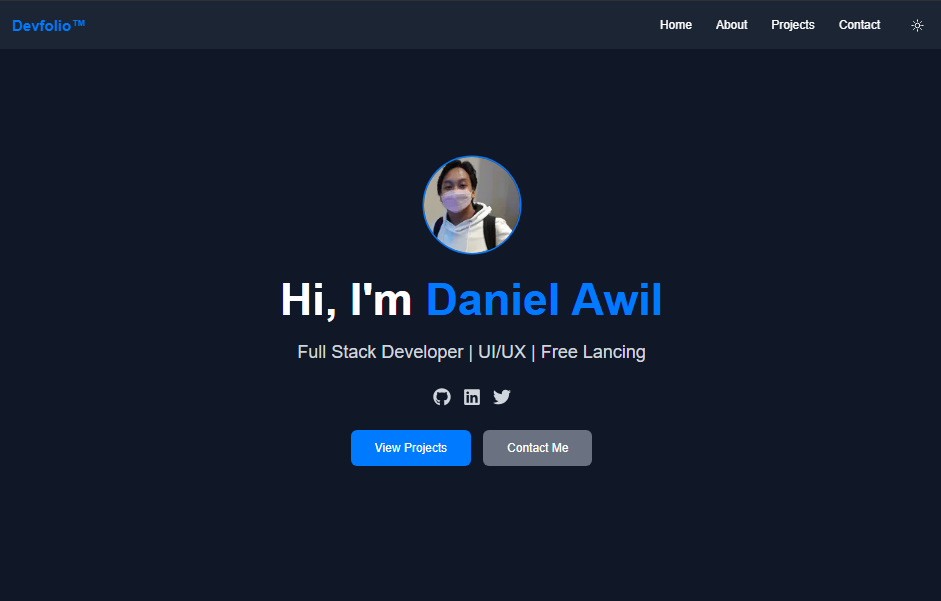 Devfolio™
Home About Projects Contact
Hi, I'm Daniel Awil
Full Stack Developer | UI/UX | Free Lancing
View Projects Contact Me